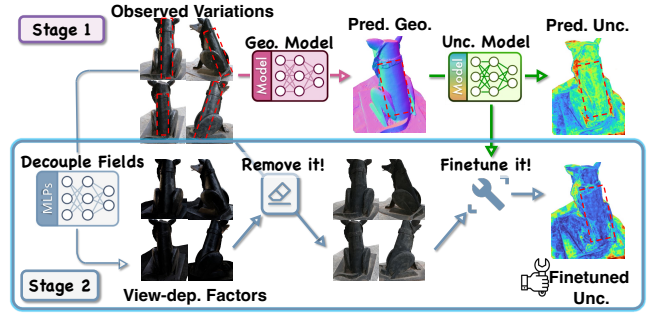 Observed Variations
Stage 1
Geo. Model
Pred. Geo.
Unc. Model
Pred. Unc.
Model
Model
Decouple Fields
Remove it!
Finetune it!
MLPs
Stage 2
View-dep. Factors
Finetuned
Unc.